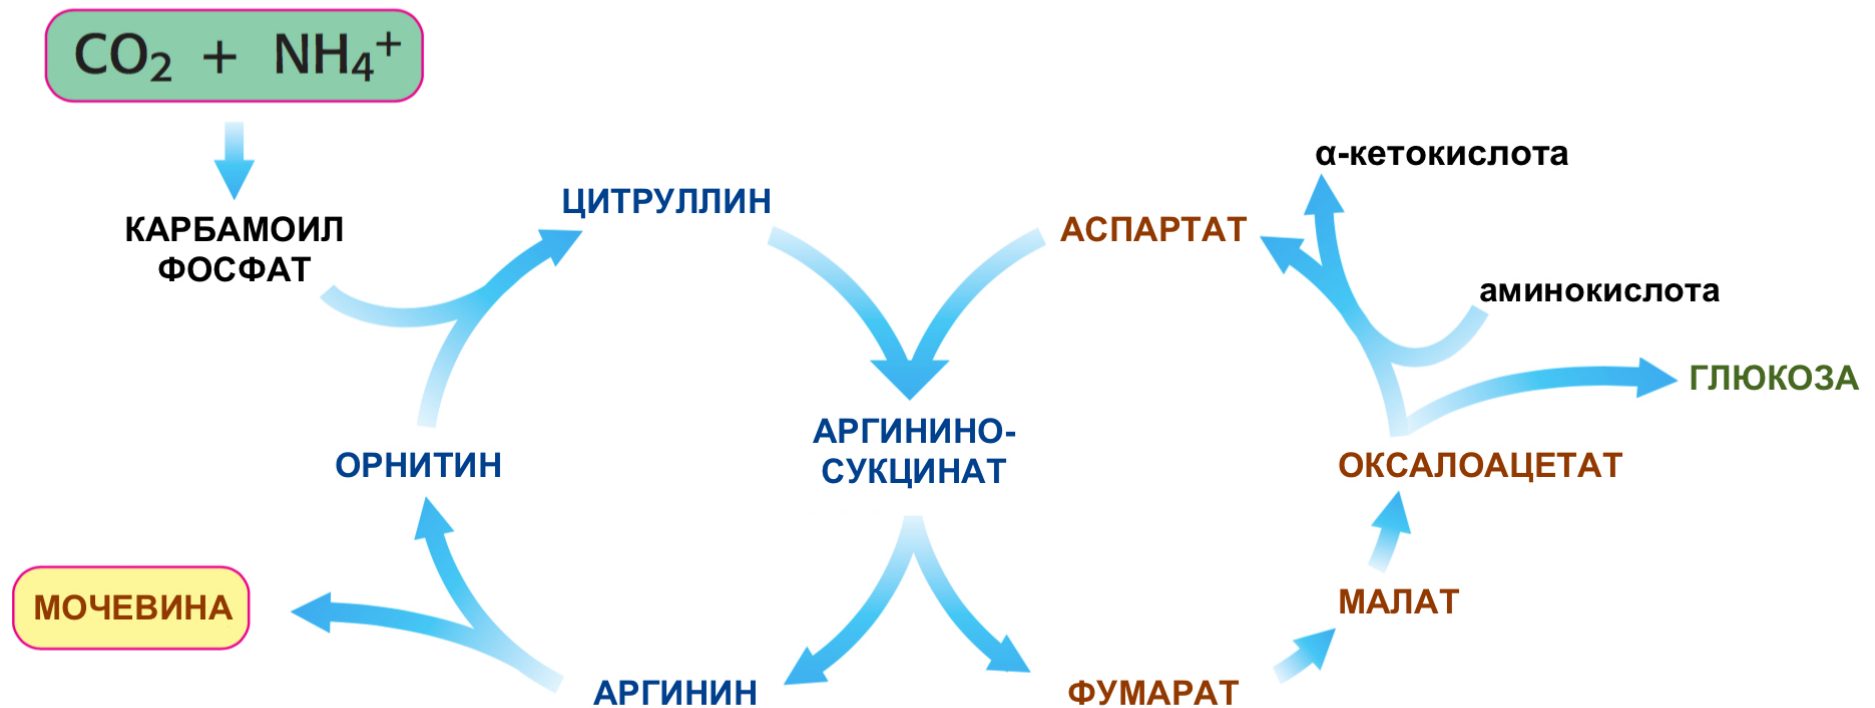 CO₂ + NH₄⁺
α-кетокислота
ЦИТРУЛЛИН
КАРБАМОИЛ
ФОСФАТ
АСПАРТАТ
аминокислота
ГЛЮКОЗА
АРГИНИНО-
СУКЦИНАТ
ОРНИТИН
ОКСАЛОАЦЕТАТ
МОЧЕВИНА
МАЛАТ
АРГИНИН
ФУМАРАТ